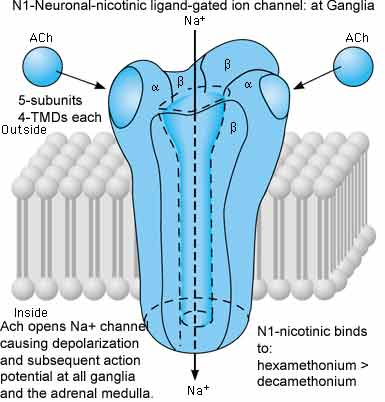 N1-Neuronal-nicotinic ligand-gated ion channel: at Ganglia
Na+
ACh
ACh
β
β
α
α
β
5-subunits
4-TMDs each
Outside
Inside
Ach opens Na+ channel
causing depolarization
and subsequent action
potential at all ganglia
and the adrenal medulla.
N1-nicotinic binds
to:
hexamethonium >
decamethonium
Na+